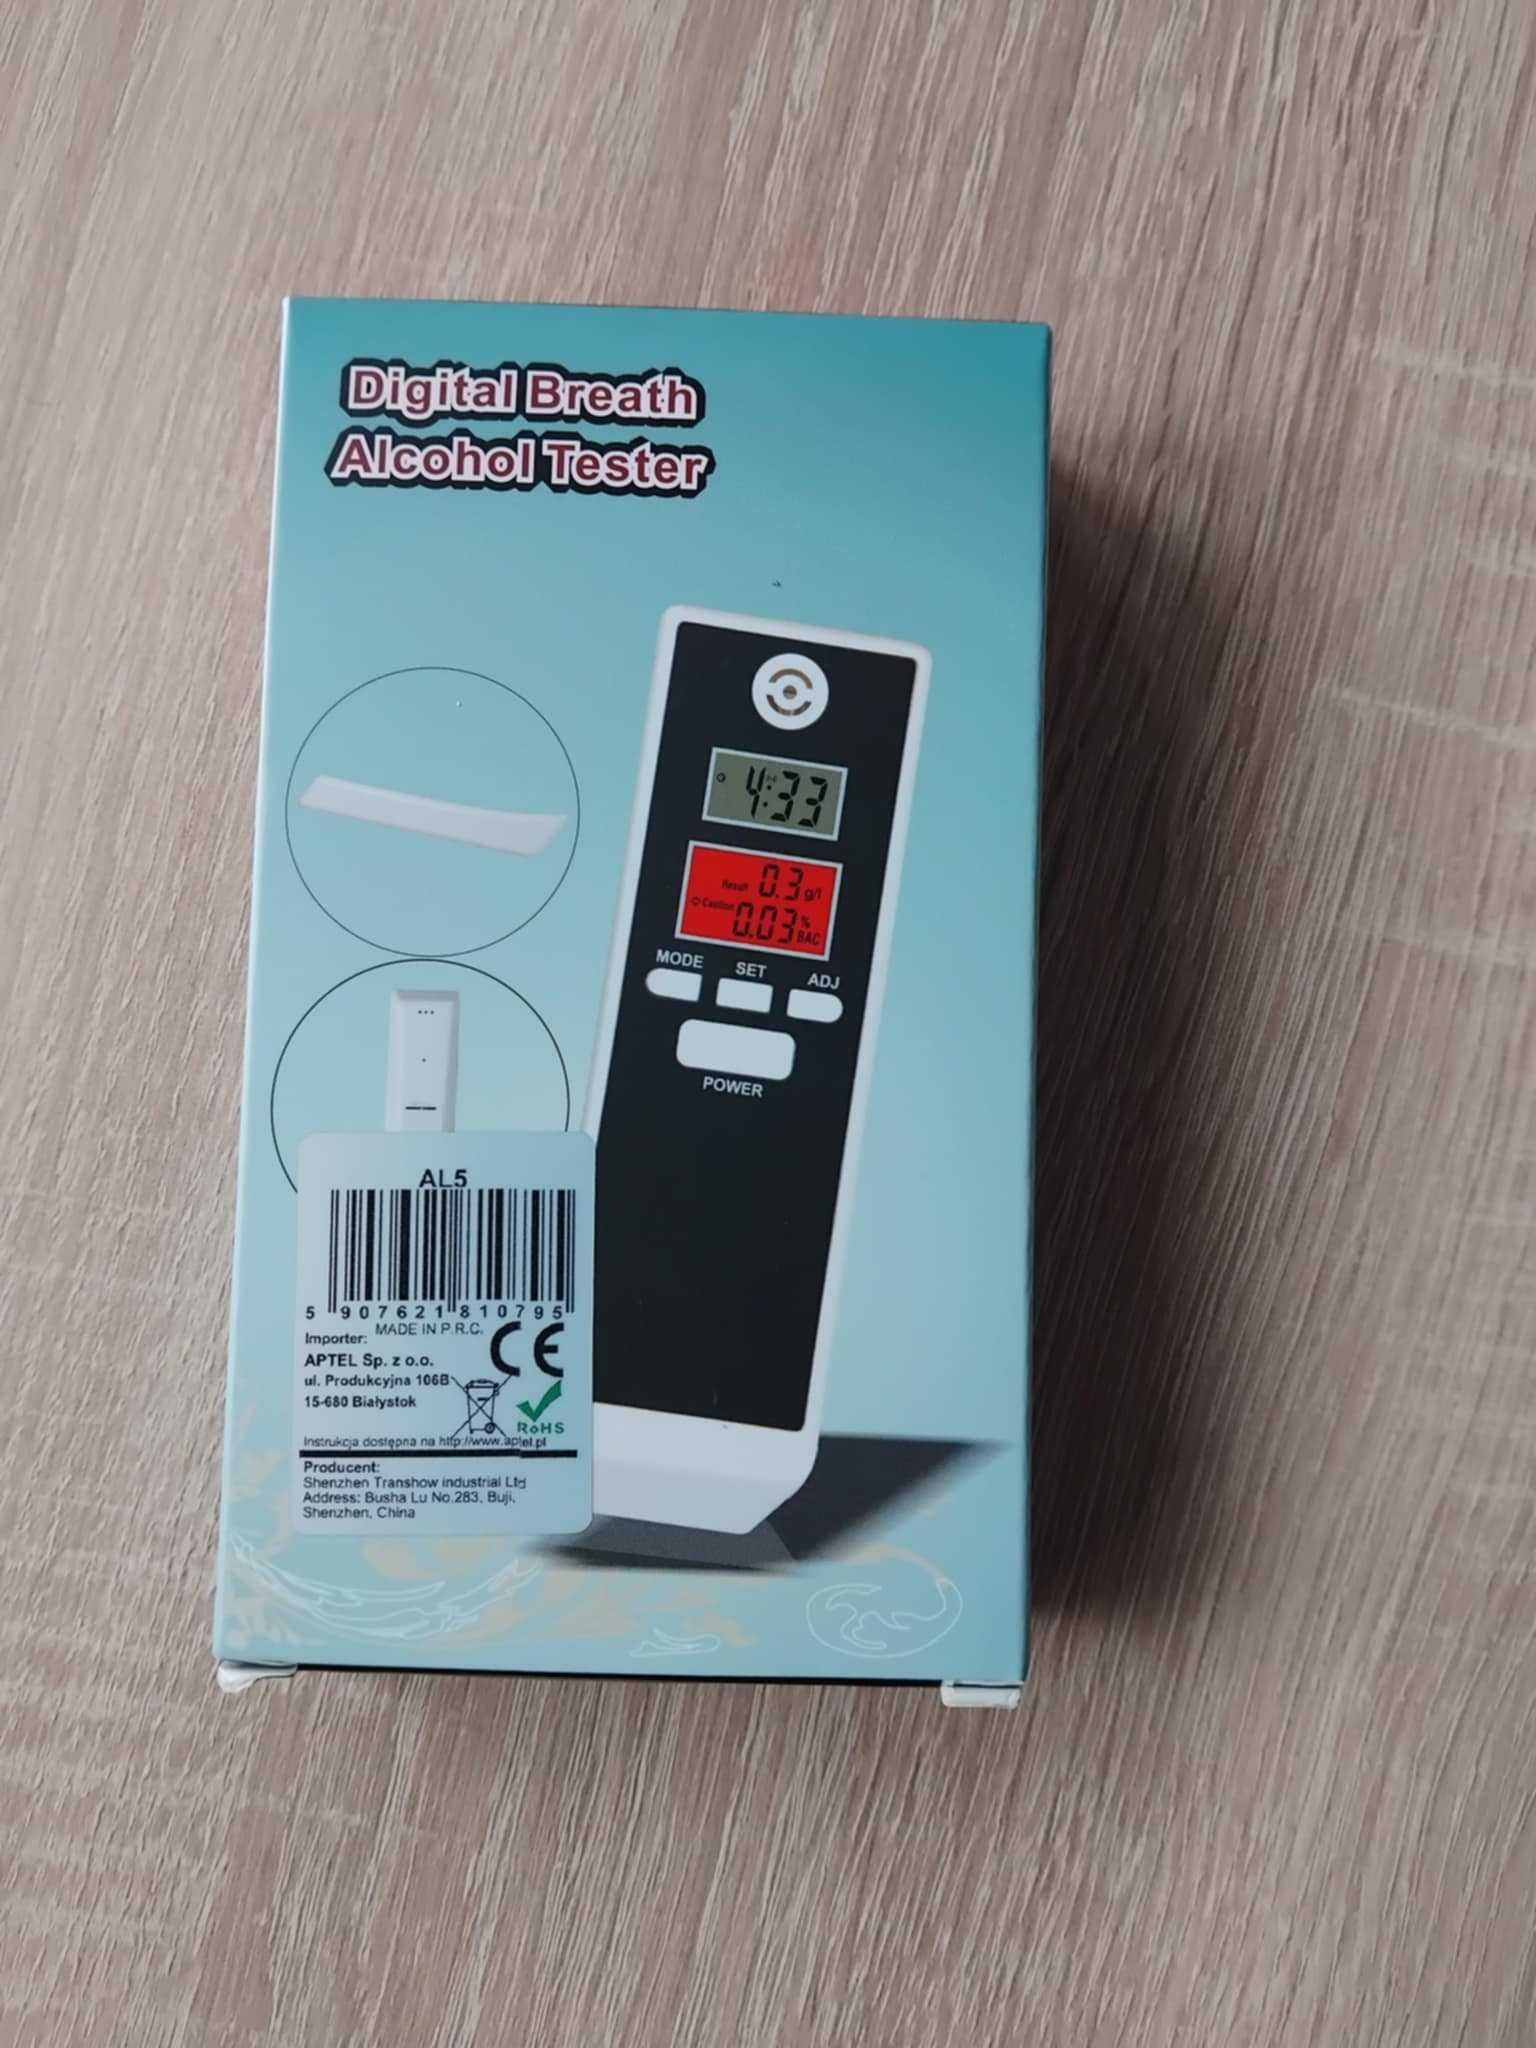 Digital Breath
Alcohol Tester
4:33
Result 0.3 g/l
Caution 0.03 % BAC
MODE SET ADJ
POWER
AL5
5 907621 810795
MADE IN P.R.C.
CE
Importer:
APTEL Sp. z o.o.
ul. Produkcyjna 106B
15-680 Białystok
RoHS
Instrukcja dostępna na http://www.aptel.pl
Producent:
Shenzhen Transhow industrial Ltd
Address: Busha Lu No.283, Buji,
Shenzhen, China